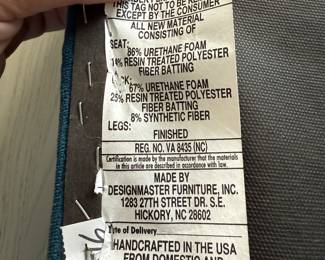 THIS TAG NOT TO BE RE
EXCEPT BY THE CONSUMER
ALL NEW MATERIAL
CONSISTING OF
SEAT:
86% URETHANE FOAM
14% RESIN TREATED POLYESTER
FIBER BATTING
CK:
67% URETHANE FOAM
25% RESIN TREATED POLYESTER
FIBER BATTING
8% SYNTHETIC FIBER
LEGS:
FINISHED
REG. NO. VA 8435 (NC)
Certification is made by the manufacturer that the materials
in this article are described in accordance with law.
MADE BY
DESIGNMASTER FURNITURE, INC.
1283 27TH STREET DR. S.E.
HICKORY, NC 28602
Date of Delivery
HANDCRAFTED IN THE USA
FROM DOMESTIC AND